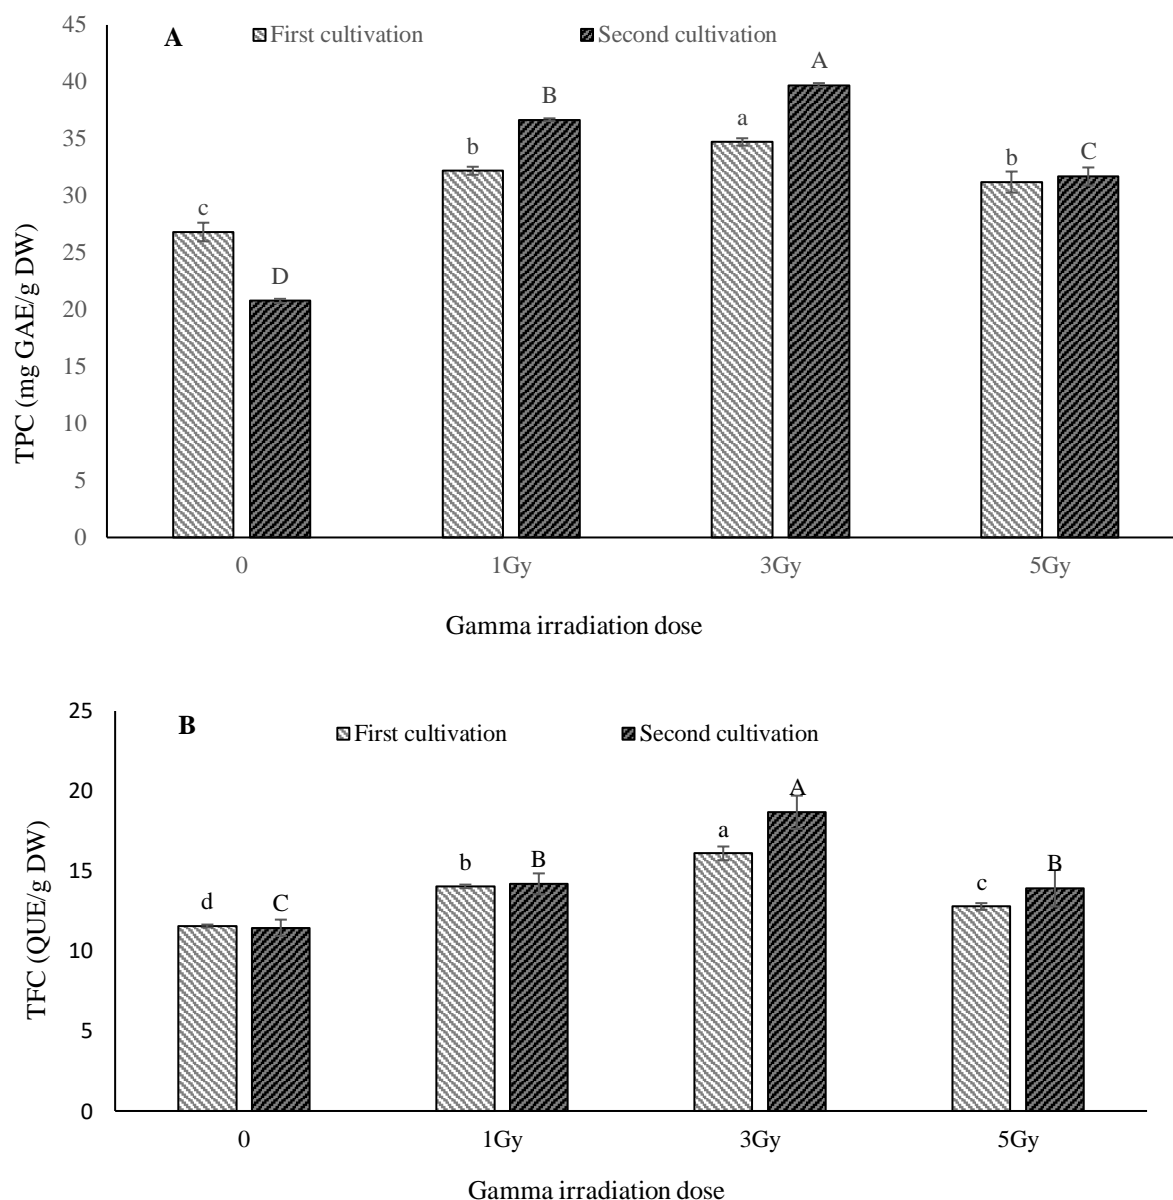 A
First cultivation Second cultivation
45
40
35
30
25
20
15
10
5
0
TPC (mg GAE/g DW)
c
D
b
B
a
A
b
C
0 1Gy 3Gy 5Gy
Gamma irradiation dose
B
First cultivation Second cultivation
25
20
15
10
5
0
TFC (QUE/g DW)
d
C
b
B
a
A
c
B
0 1Gy 3Gy 5Gy
Gamma irradiation dose